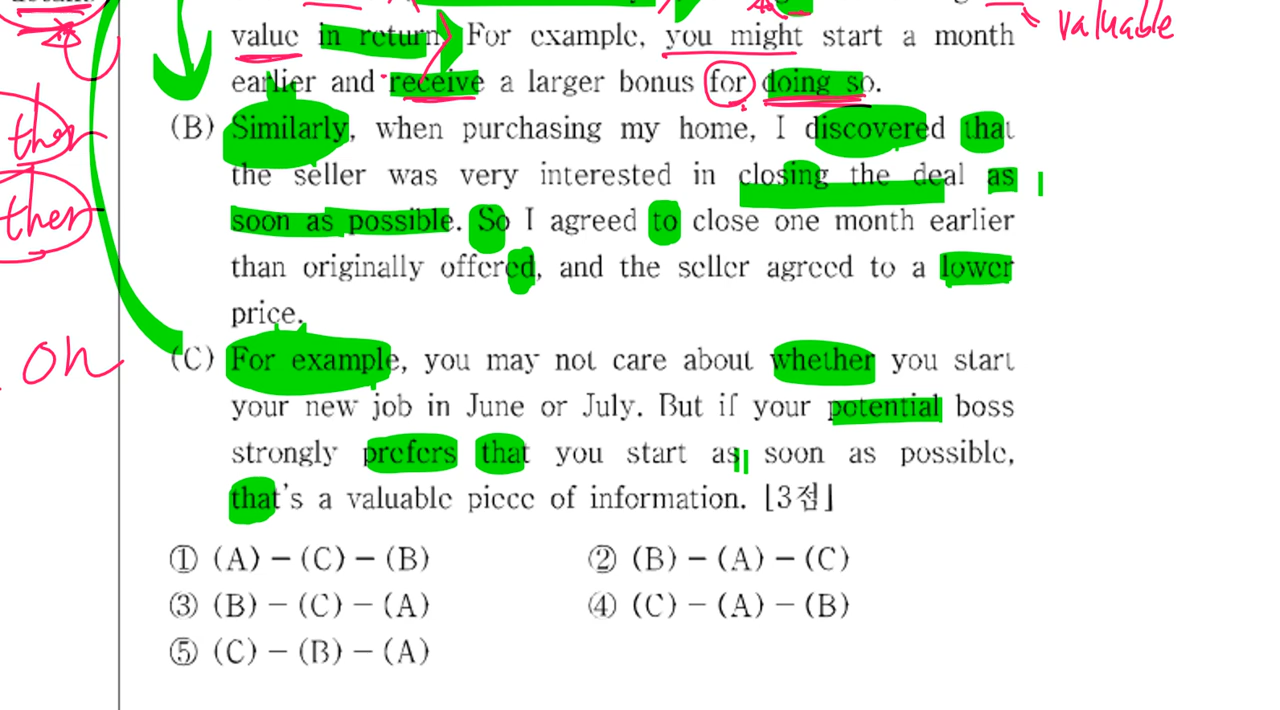 valuable
value in return. For example, you might start a month
earlier and receive a larger bonus for doing so.
ther
(B) Similarly, when purchasing my home, I discovered that
the seller was very interested in closing the deal as
ther
soon as possible. So I agreed to close one month earlier
than originally offered, and the seller agreed to a lower
price.
on
(C) For example, you may not care about whether you start
your new job in June or July. But if your potential boss
strongly prefers that you start as soon as possible,
that's a valuable piece of information. [3점]
① (A) - (C) - (B) ② (B) - (A) - (C)
③ (B) - (C) - (A) ④ (C) - (A) - (B)
⑤ (C) - (B) - (A)